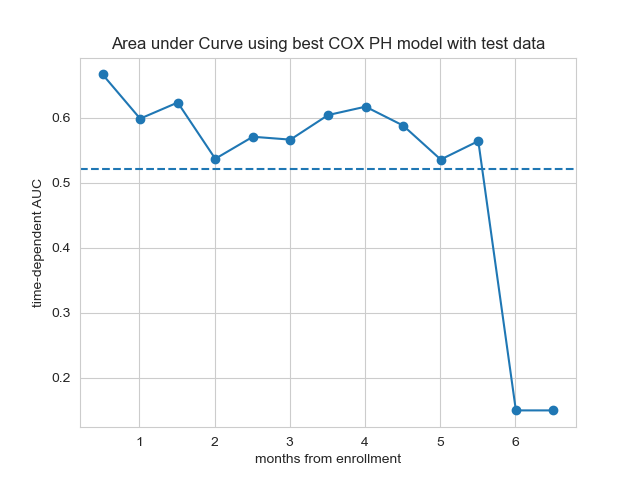 Area under Curve using best COX PH model with test data
time-dependent AUC
0.6
0.5
0.4
0.3
0.2
1 2 3 4 5 6
months from enrollment